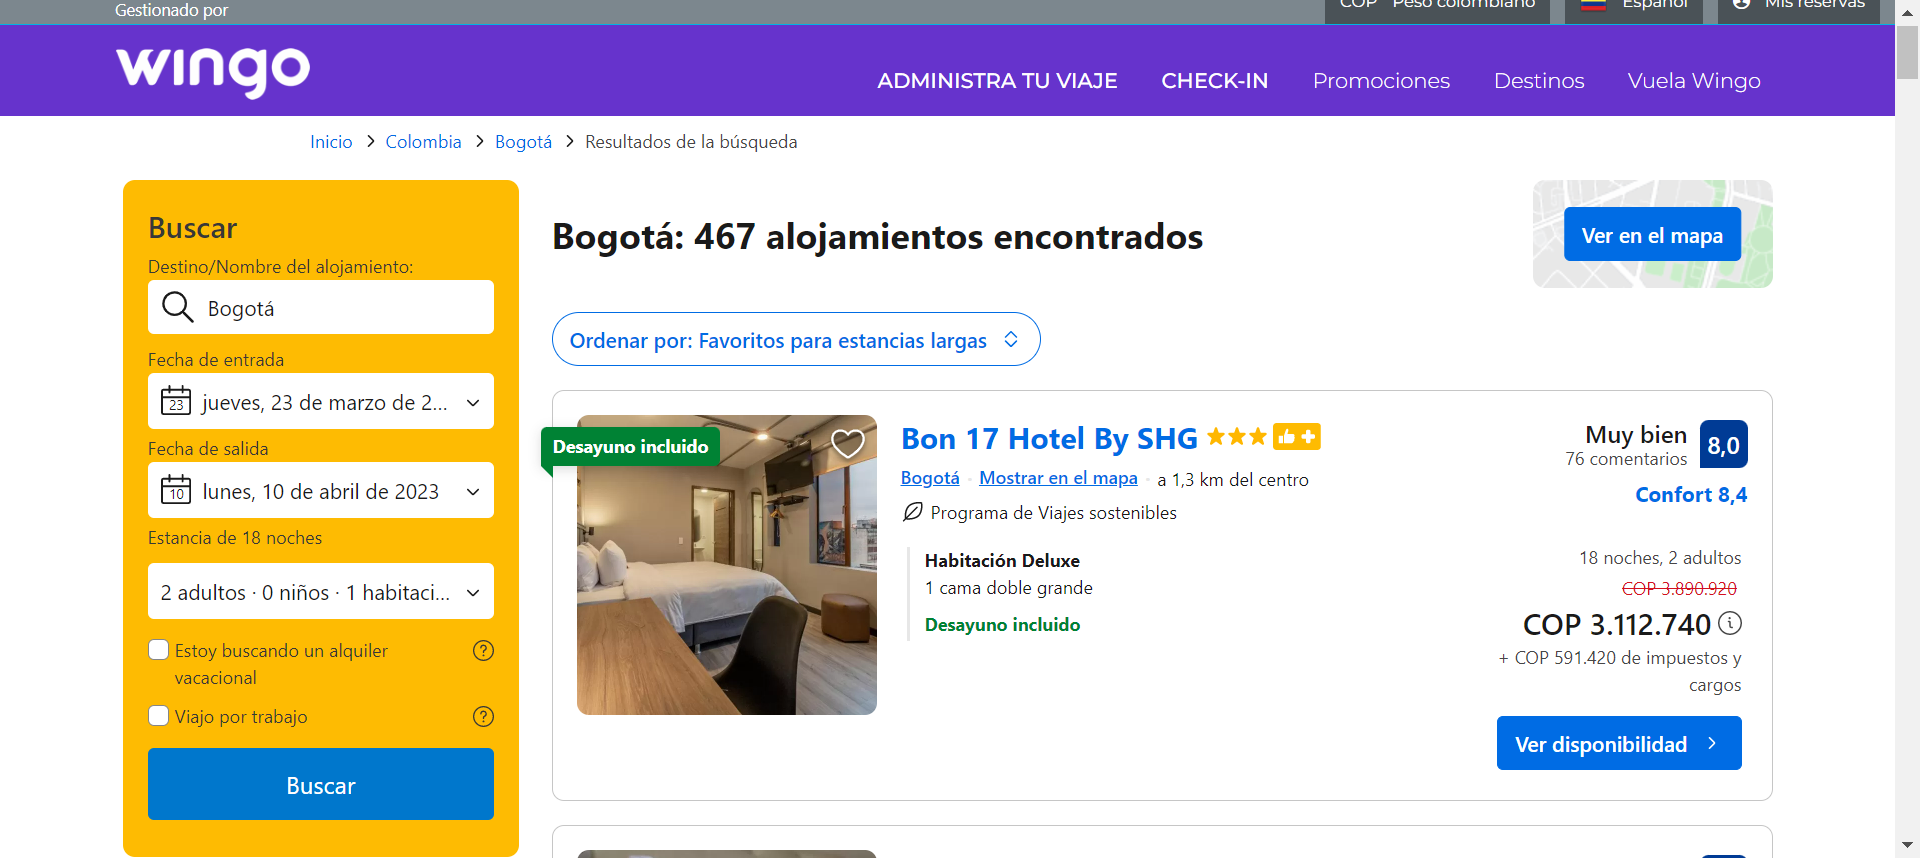 Gestionado por
COP Peso colombiano
Español
Mis reservas
wingo
ADMINISTRA TU VIAJE
CHECK-IN
Promociones
Destinos
Vuela Wingo
Inicio > Colombia > Bogotá > Resultados de la búsqueda
Buscar
Destino/Nombre del alojamiento:
Bogotá
Fecha de entrada
23
jueves, 23 de marzo de 2...
Fecha de salida
10
lunes, 10 de abril de 2023
Estancia de 18 noches
2 adultos · 0 niños · 1 habitaci...
Estoy buscando un alquiler
vacacional
Viajo por trabajo
Buscar
Bogotá: 467 alojamientos encontrados
Ver en el mapa
Ordenar por: Favoritos para estancias largas
Desayuno incluido
Bon 17 Hotel By SHG
Bogotá · Mostrar en el mapa · a 1,3 km del centro
Programa de Viajes sostenibles
Habitación Deluxe
1 cama doble grande
Desayuno incluido
Muy bien
76 comentarios
8,0
Confort 8,4
18 noches, 2 adultos
COP 3.890.920
COP 3.112.740
+ COP 591.420 de impuestos y
cargos
Ver disponibilidad